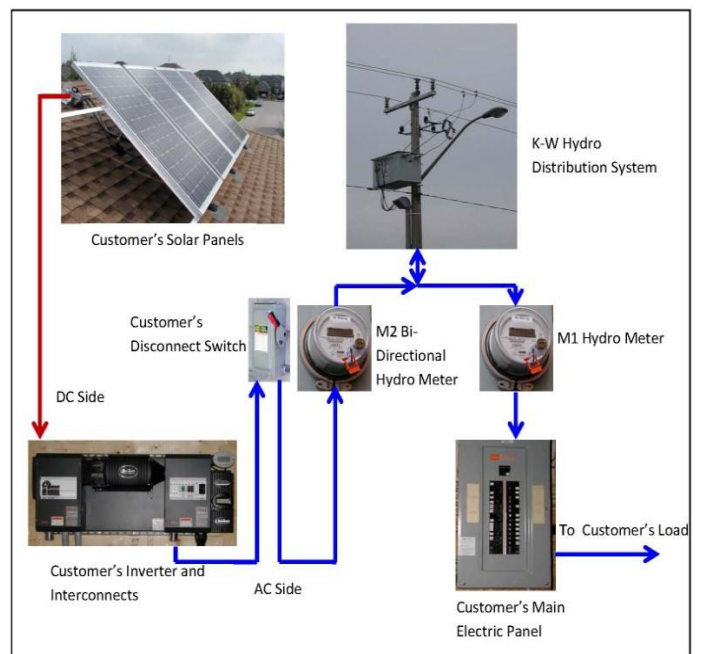 Customer's Solar Panels
K-W Hydro
Distribution System
Customer's
Disconnect Switch
M2 Bi-
Directional
Hydro Meter
M1 Hydro Meter
DC Side
To Customer's Load
Customer's Inverter and
Interconnects
AC Side
Customer's Main
Electric Panel